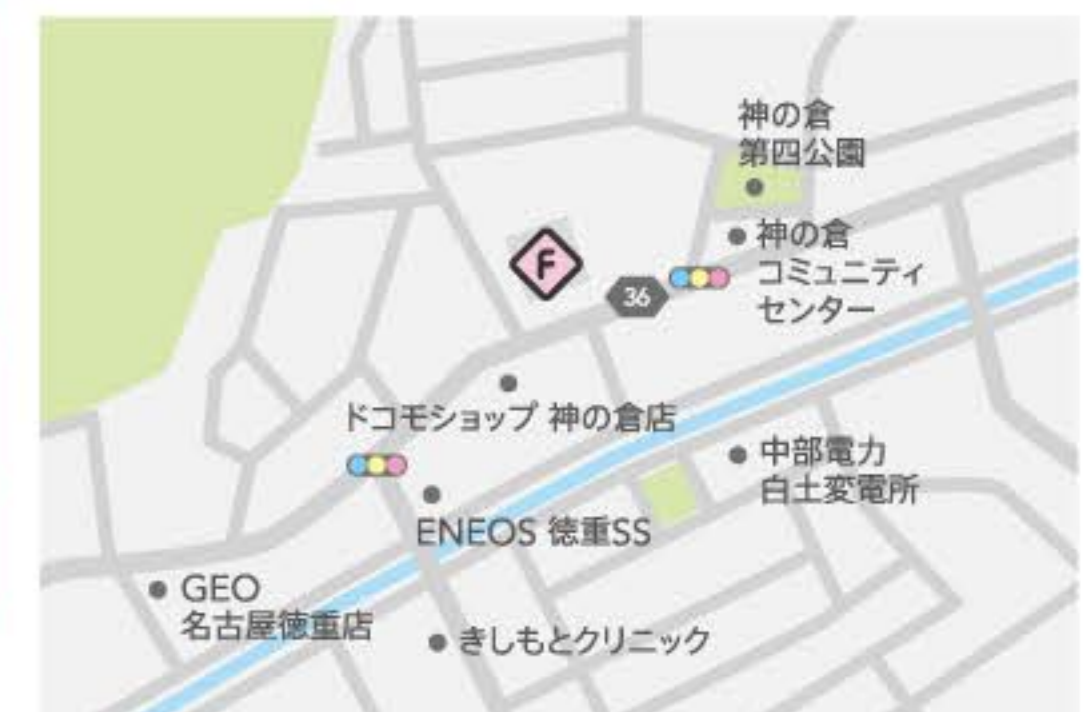 神の倉
第四公園
神の倉
コミュニティ
センター
F
36
ドコモショップ 神の倉店
中部電力
白土変電所
ENEOS 徳重SS
GEO
名古屋徳重店
きしもとクリニック